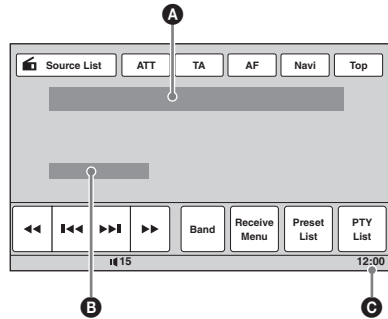 A
Source List ATT TA AF Navi Top
Band Receive Menu Preset List PTY List
15 12:00
B C